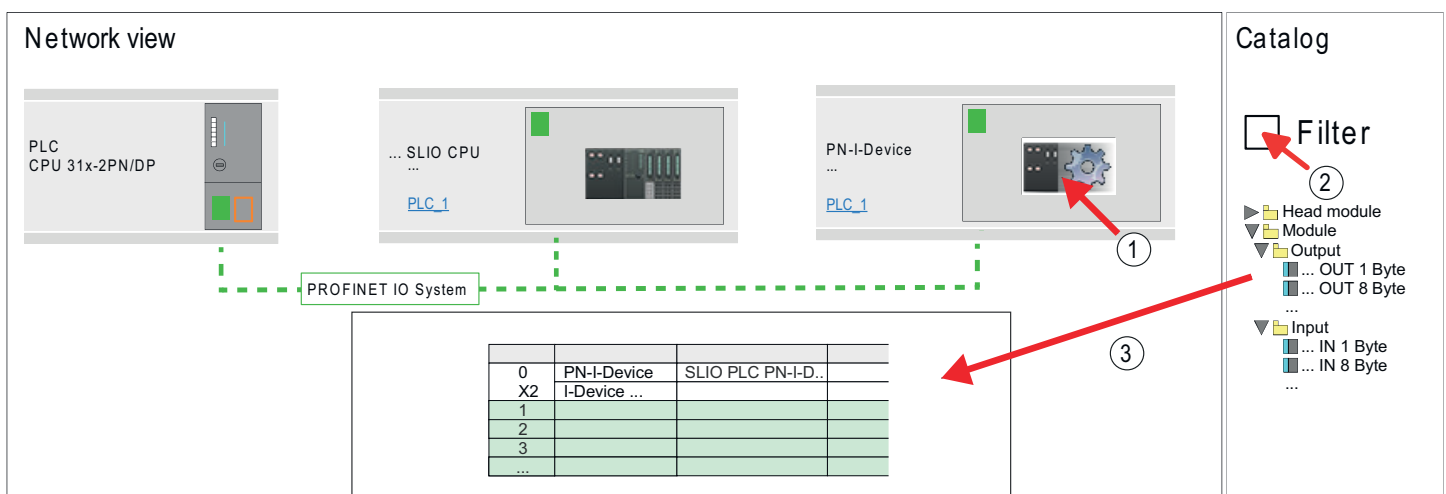 Network view
PLC
CPU 31x-2PN/DP
... SLIO CPU
...
PLC_1
PN-I-Device
...
PLC_1
1
PROFINET IO System
0 PN-I-Device SLIO PLC PN-I-D..
X2 I-Device ...
1
2
3
...
3
Catalog
Filter
2
Head module
Module
Output
... OUT 1 Byte
... OUT 8 Byte
...
Input
... IN 1 Byte
... IN 8 Byte
...